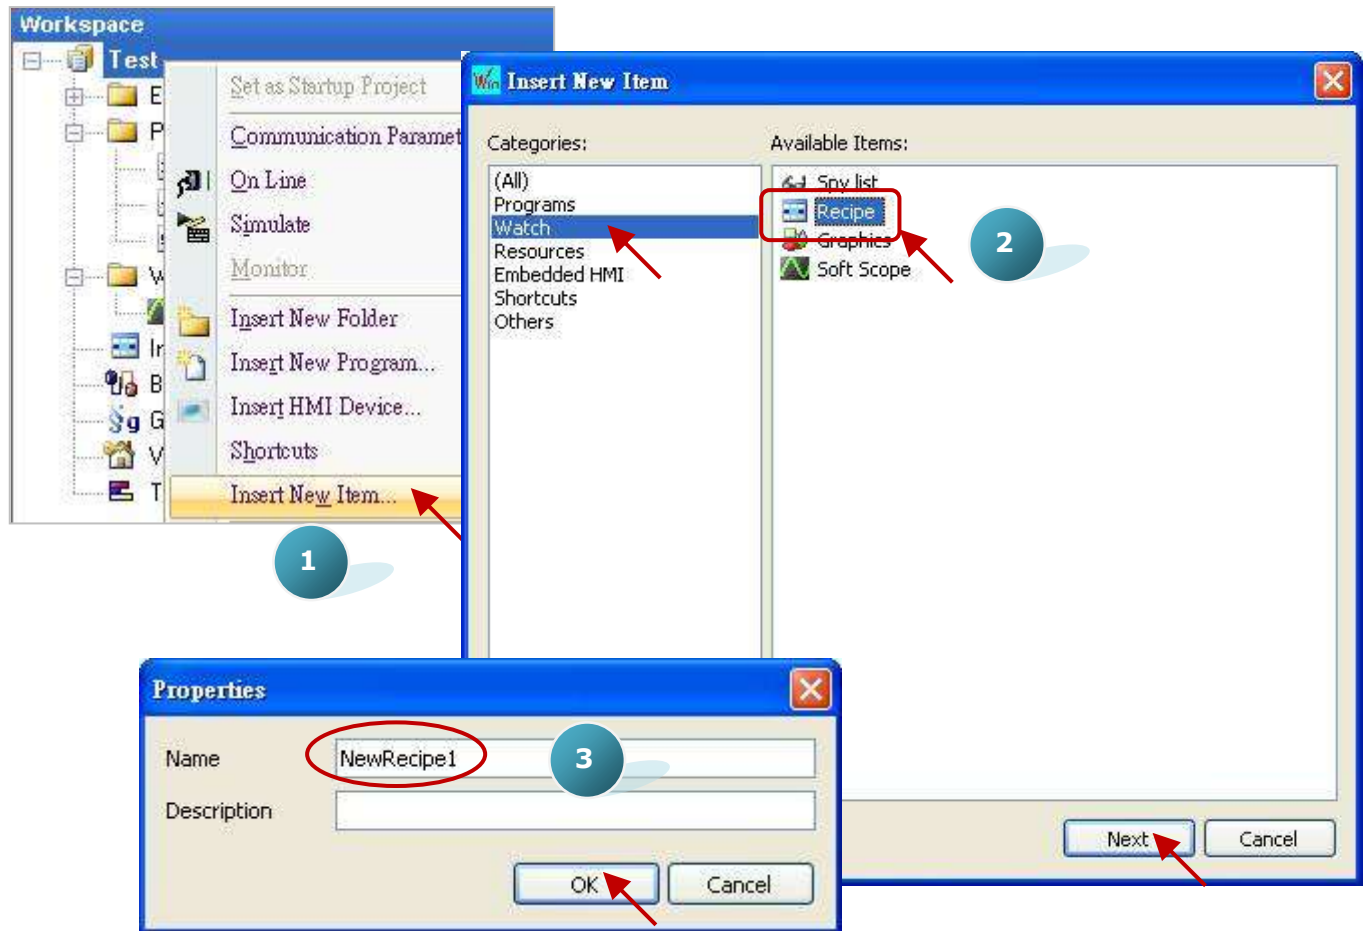 Workspace
Test
E
P
W
In
B
§g G
V
T
Set as Startup Project
Communication Paramet
On Line
Simulate
Monitor
Insert New Folder
Insert New Program...
Insert HMI Device...
Shortcuts
Insert New Item...
1
Win Insert New Item
Categories:
(All)
Programs
Watch
Resources
Embedded HMI
Shortcuts
Others
Available Items:
Spy list
Recipe
Graphics
Soft Scope
2
Next
Cancel
Properties
Name
NewRecipe1
3
Description
OK
Cancel